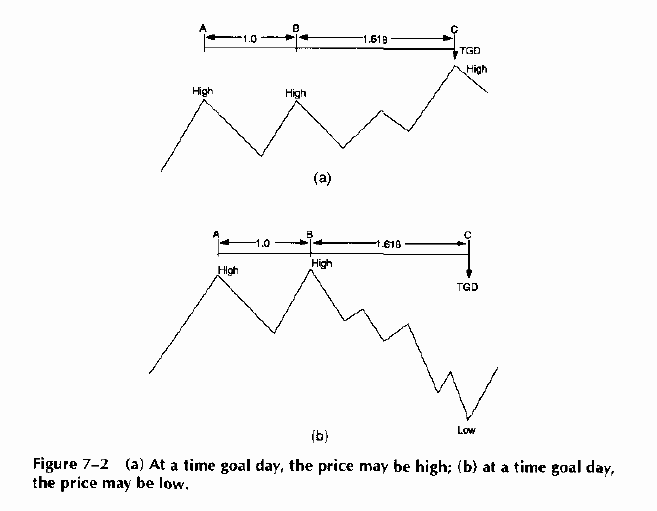 A B C
1.0 1.618
TGD
High High High
(a)
A B C
1.0 1.618
High High
TGD
Low
(b)
Figure 7–2 (a) At a time goal day, the price may be high; (b) at a time goal day,
the price may be low.